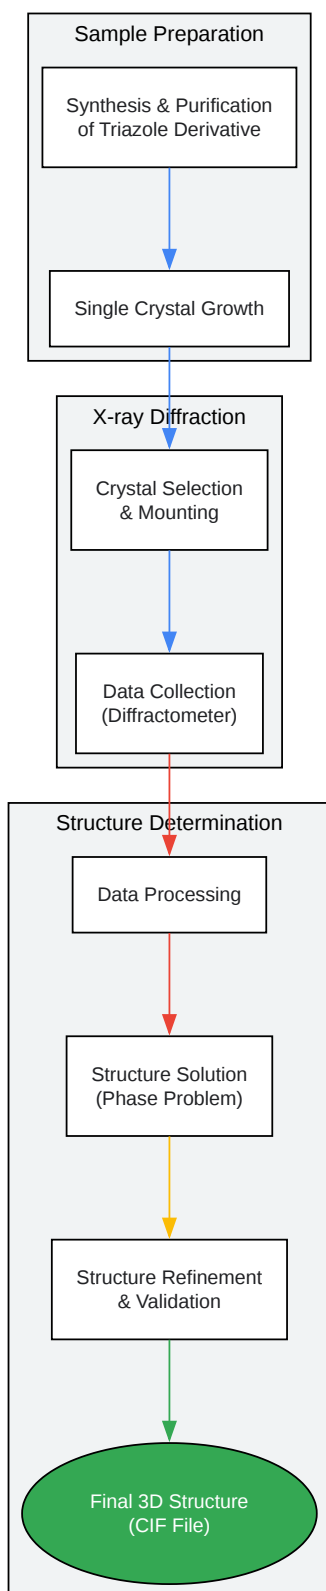 Sample Preparation
Synthesis & Purification
of Triazole Derivative
Single Crystal Growth
X-ray Diffraction
Crystal Selection
& Mounting
Data Collection
(Diffractometer)
Structure Determination
Data Processing
Structure Solution
(Phase Problem)
Structure Refinement
& Validation
Final 3D Structure
(CIF File)